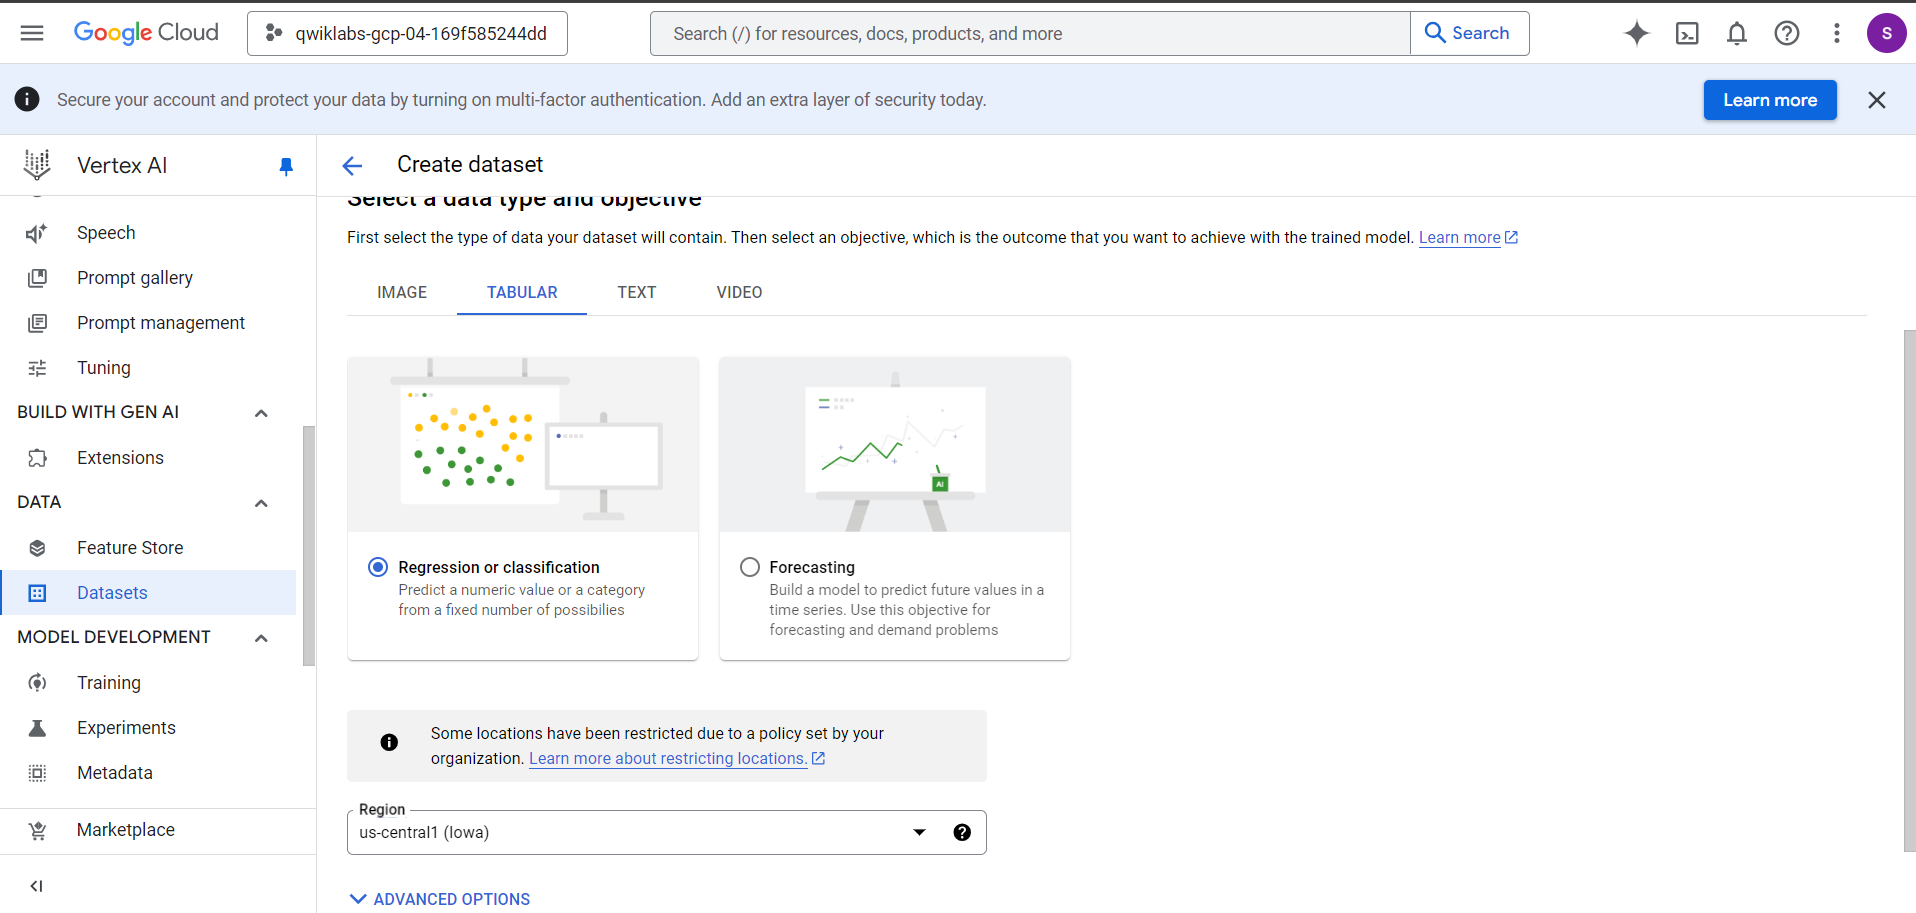 Google Cloud
qwiklabs-gcp-04-169f585244dd
Search (/) for resources, docs, products, and more
Search
S
Secure your account and protect your data by turning on multi-factor authentication. Add an extra layer of security today.
Learn more
Vertex AI
Speech
Prompt gallery
Prompt management
Tuning
BUILD WITH GEN AI
Extensions
DATA
Feature Store
Datasets
MODEL DEVELOPMENT
Training
Experiments
Metadata
Marketplace
Create dataset
Select a data type and objective
First select the type of data your dataset will contain. Then select an objective, which is the outcome that you want to achieve with the trained model. Learn more
IMAGE
TABULAR
TEXT
VIDEO
AI
Regression or classification
Predict a numeric value or a category
from a fixed number of possibilies
Forecasting
Build a model to predict future values in a
time series. Use this objective for
forecasting and demand problems
Some locations have been restricted due to a policy set by your
organization. Learn more about restricting locations.
Region
us-central1 (Iowa)
ADVANCED OPTIONS